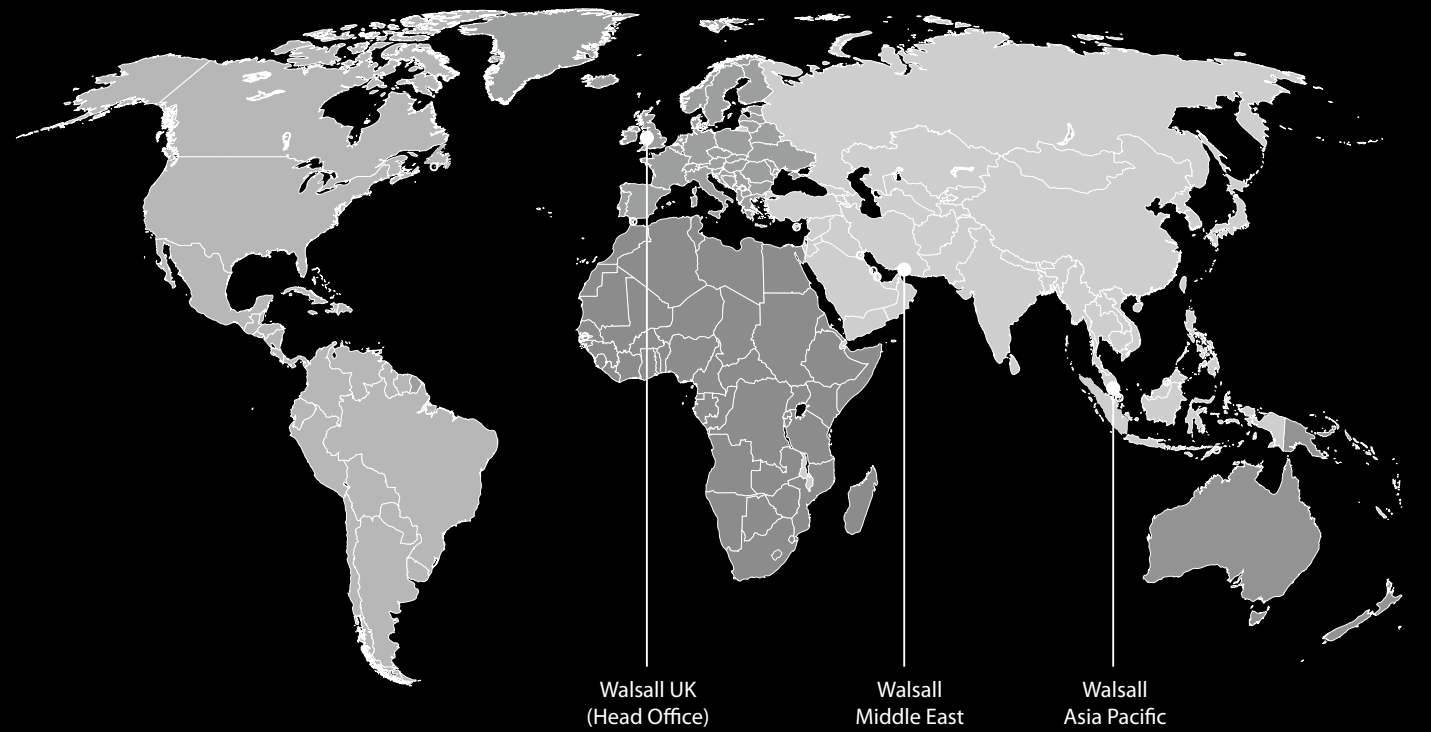 Walsall UK
(Head Office)
Walsall
Middle East
Walsall
Asia Pacific